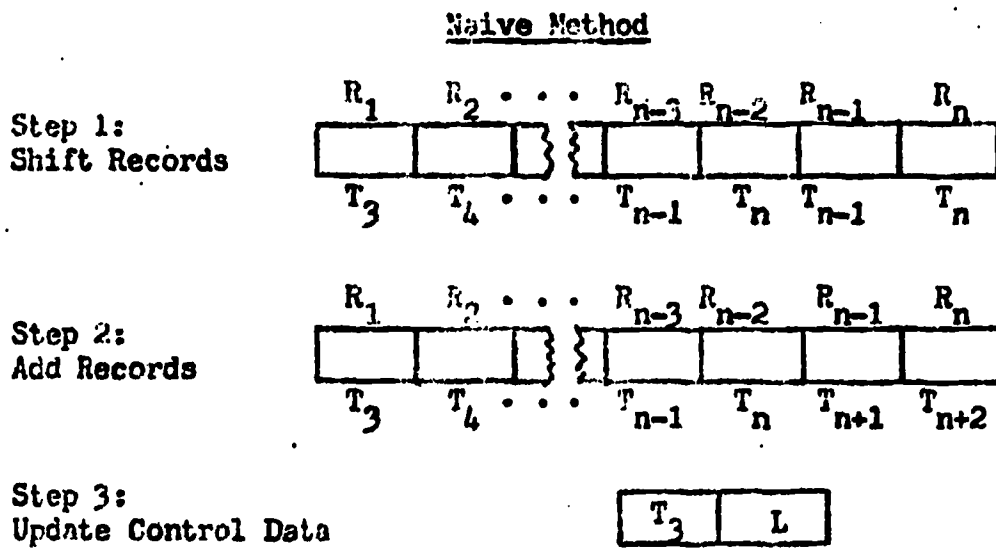 Naive Method
R1 R2 . . . Rn-3 Rn-2 Rn-1 Rn
Step 1:
Shift Records
T3 T4 . . . Tn-1 Tn Tn-1 Tn
R1 R2 . . . Rn-3 Rn-2 Rn-1 Rn
Step 2:
Add Records
T3 T4 . . . Tn-1 Tn Tn+1 Tn+2
Step 3:
Update Control Data
T3 L